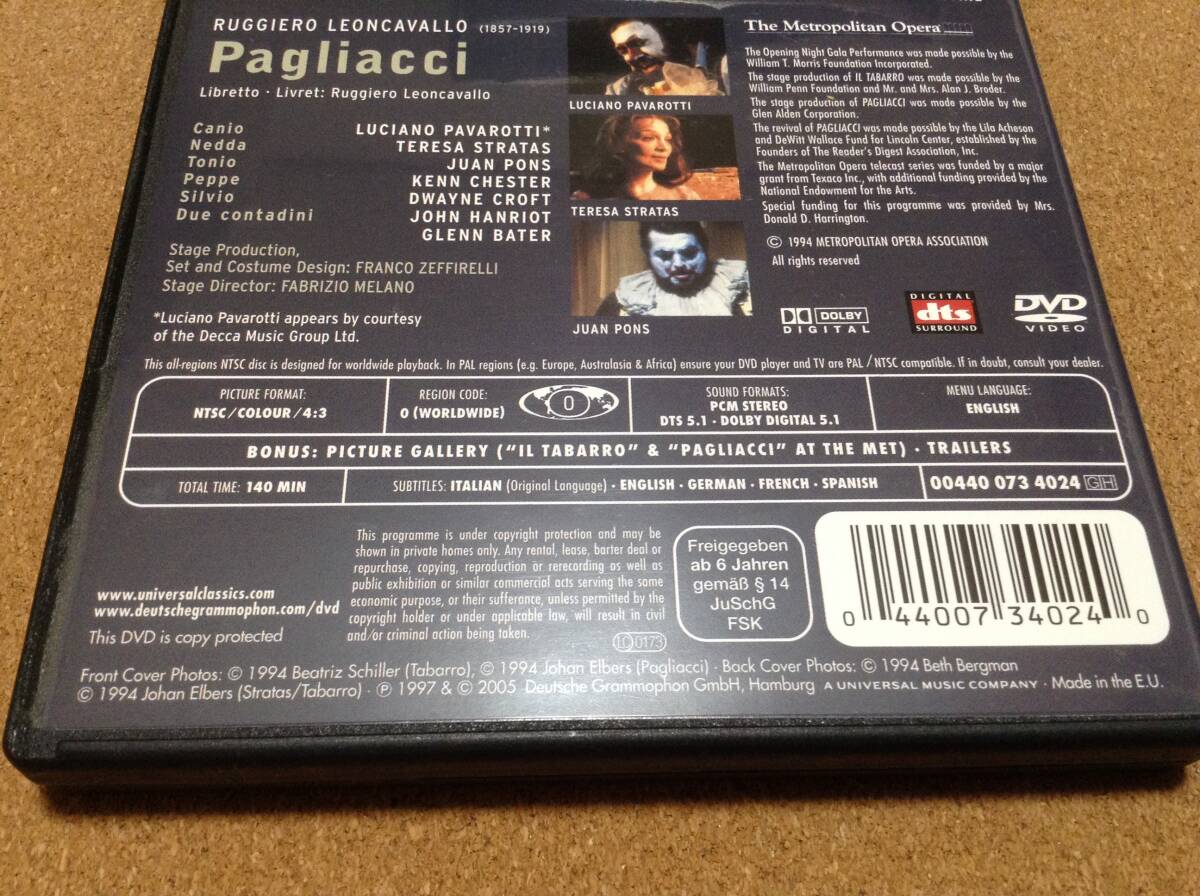 RUGGIERO LEONCAVALLO (1857-1919)
Pagliacci
Libretto · Livret: Ruggiero Leoncavallo
Canio LUCIANO PAVAROTTI*
Nedda TERESA STRATAS
Tonio JUAN PONS
Peppe KENN CHESTER
Silvio DWAYNE CROFT
Due contadini JOHN HANRIOT
GLENN BATER
Stage Production,
Set and Costume Design: FRANCO ZEFFIRELLI
Stage Director: FABRIZIO MELANO
*Luciano Pavarotti appears by courtesy
of the Decca Music Group Ltd.
LUCIANO PAVAROTTI
TERESA STRATAS
JUAN PONS
The Metropolitan Opera
The Opening Night Gala Performance was made possible by the
William T. Morris Foundation Incorporated.
The stage production of IL TABARRO was made possible by the
William Penn Foundation and Mr. and Mrs. Alan J. Broder.
The stage production of PAGLIACCI was made possible by the
Glen Alden Corporation.
The revival of PAGLIACCI was made possible by the Lila Acheson
and DeWitt Wallace Fund for Lincoln Center, established by the
Founders of The Reader's Digest Association, Inc.
The Metropolitan Opera telecast series was funded by a major
grant from Texaco Inc., with additional funding provided by the
National Endowment for the Arts.
Special funding for this programme was provided by Mrs.
Donald D. Harrington.
© 1994 METROPOLITAN OPERA ASSOCIATION
All rights reserved
DOLBY
DIGITAL
DIGITAL
dts
SURROUND
DVD
VIDEO
This all-regions NTSC disc is designed for worldwide playback. In PAL regions (e.g. Europe, Australasia & Africa) ensure your DVD player and TV are PAL/NTSC compatible. If in doubt, consult your dealer.
PICTURE FORMAT:
NTSC/COLOUR/4:3
REGION CODE:
0 (WORLDWIDE)
0
SOUND FORMATS:
PCM STEREO
DTS 5.1 · DOLBY DIGITAL 5.1
MENU LANGUAGE:
ENGLISH
BONUS: PICTURE GALLERY ("IL TABARRO" & "PAGLIACCI" AT THE MET) · TRAILERS
TOTAL TIME: 140 MIN
SUBTITLES: ITALIAN (Original Language) · ENGLISH · GERMAN · FRENCH · SPANISH
00440 073 4024 GH
www.universalclassics.com
www.deutschegrammophon.com/dvd
This DVD is copy protected
This programme is under copyright protection and may be
shown in private homes only. Any rental, lease, barter deal or
repurchase, copying, reproduction or rerecording as well as
public exhibition or similar commercial acts serving the same
economic purpose, or their sufferance, unless permitted by the
copyright holder or under applicable law, will result in civil
and/or criminal action being taken.
LC 0173
Freigegeben
ab 6 Jahren
gemäß § 14
JuSchG
FSK
0 44007 34024 0
Front Cover Photos: © 1994 Beatriz Schiller (Tabarro), © 1994 Johan Elbers (Pagliacci) · Back Cover Photos: © 1994 Beth Bergman
© 1994 Johan Elbers (Stratas/Tabarro) · ℗ 1997 & © 2005 Deutsche Grammophon GmbH, Hamburg A UNIVERSAL MUSIC COMPANY · Made in the E.U.